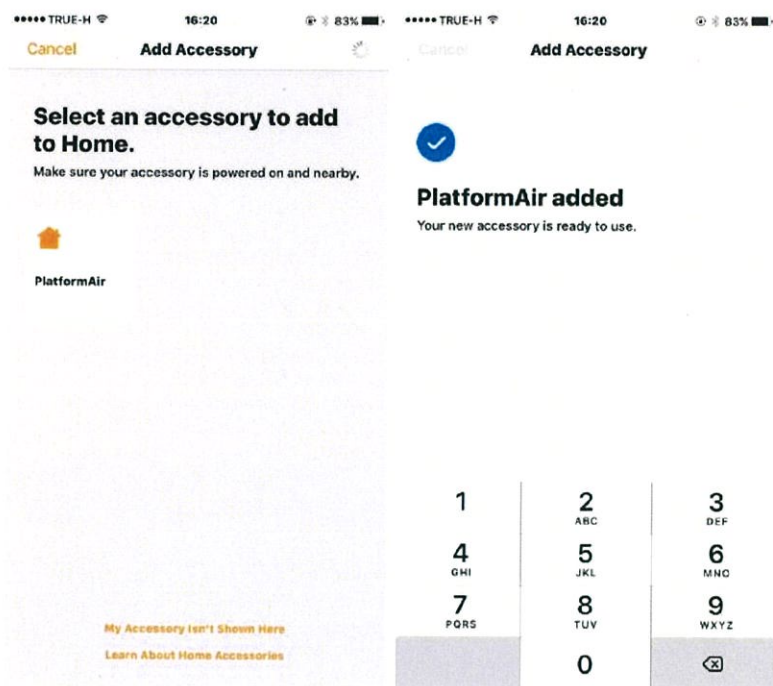 TRUE-H 16:20 83%
Cancel Add Accessory
Select an accessory to add
to Home.
Make sure your accessory is powered on and nearby.
PlatformAir
My Accessory Isn't Shown Here
Learn About Home Accessories
TRUE-H 16:20 83%
Cancel Add Accessory
PlatformAir added
Your new accessory is ready to use.
1 2 3
ABC DEF
4 5 6
GHI JKL MNO
7 8 9
PQRS TUV WXYZ
0